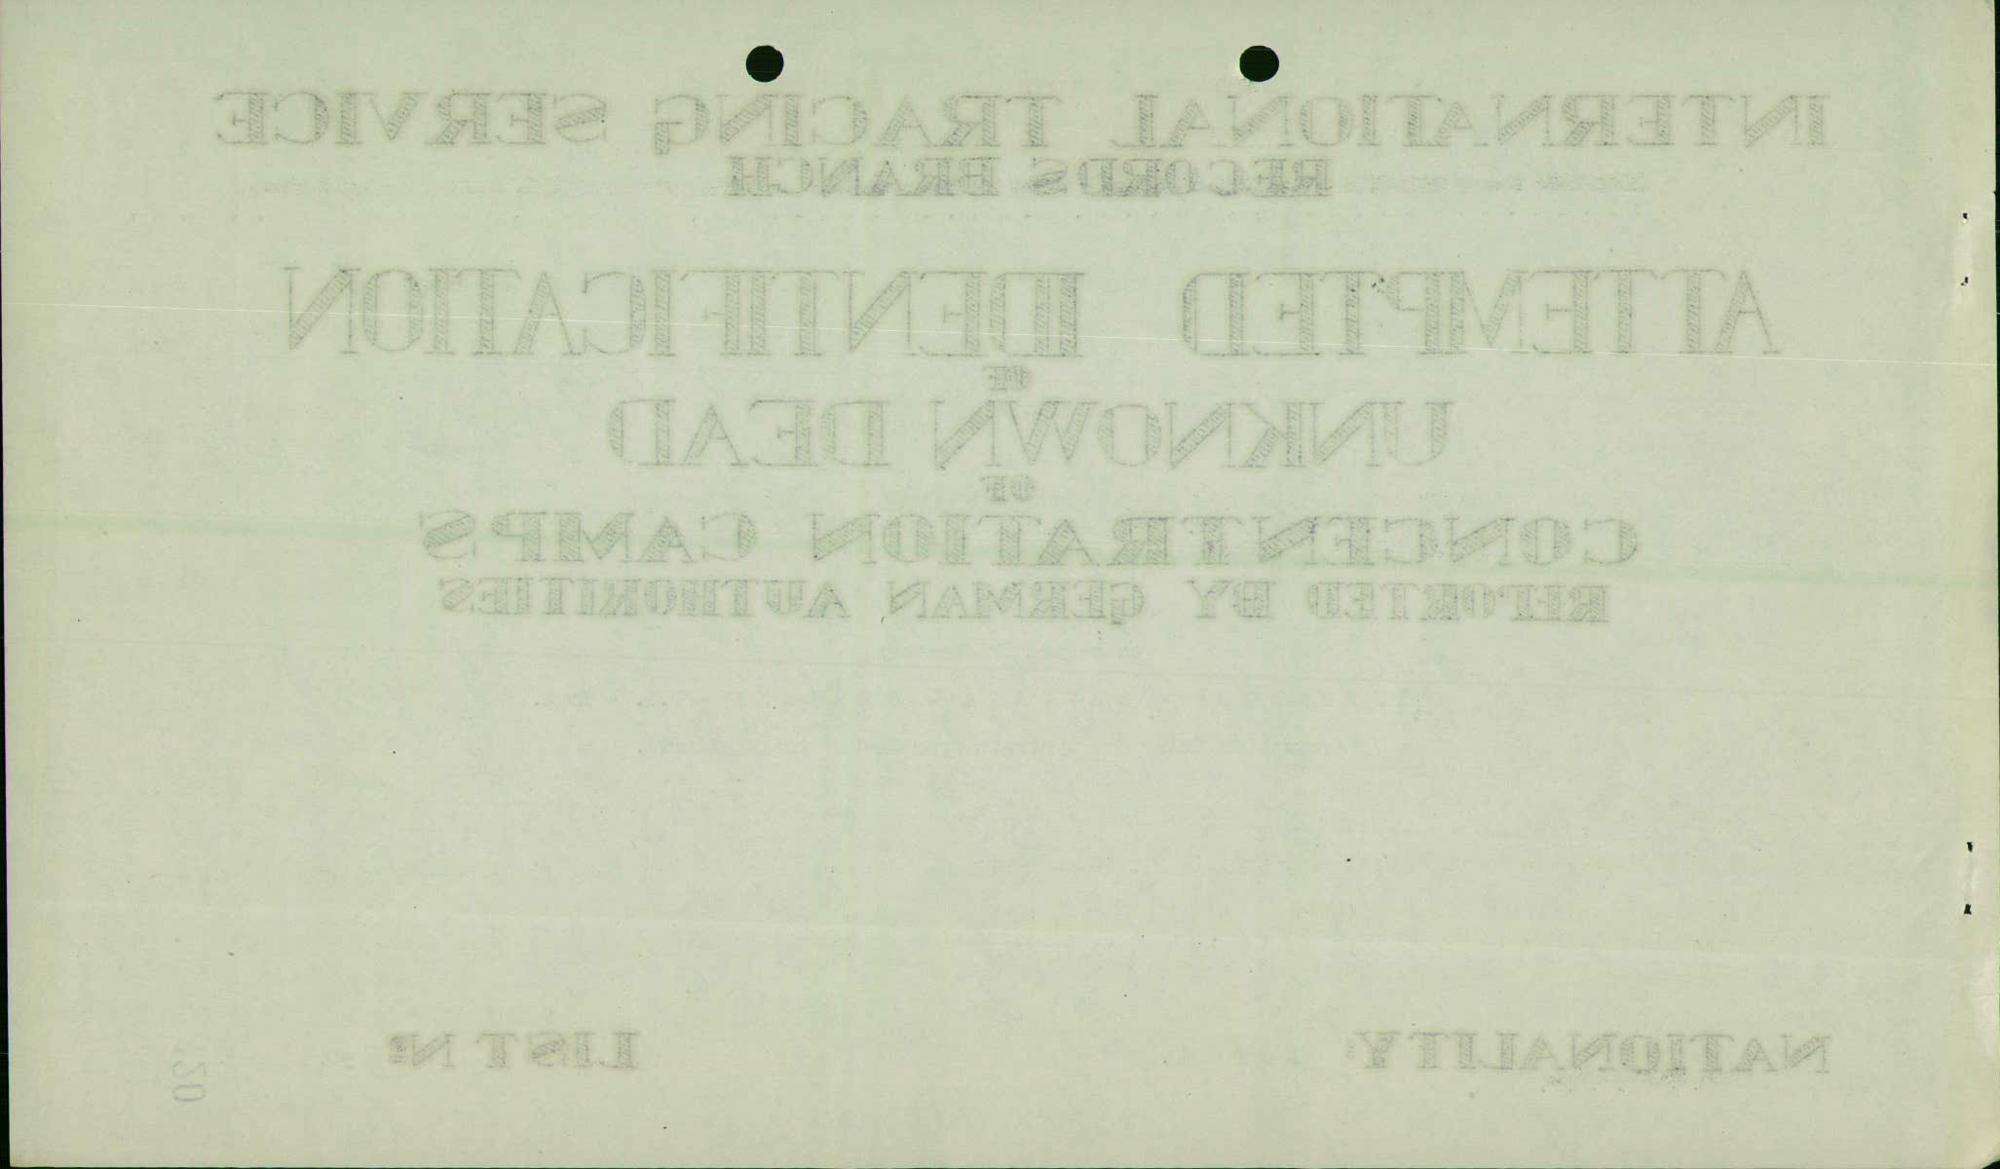 INTERNATIONAL TRACING SERVICE
RECORDS BRANCH
ATTEMPTED IDENTIFICATION
OF
UNKNOWN DEAD
OF
CONCENTRATION CAMPS
REPORTED BY GERMAN AUTHORITIES
NATIONALITY: LIST Nº
20